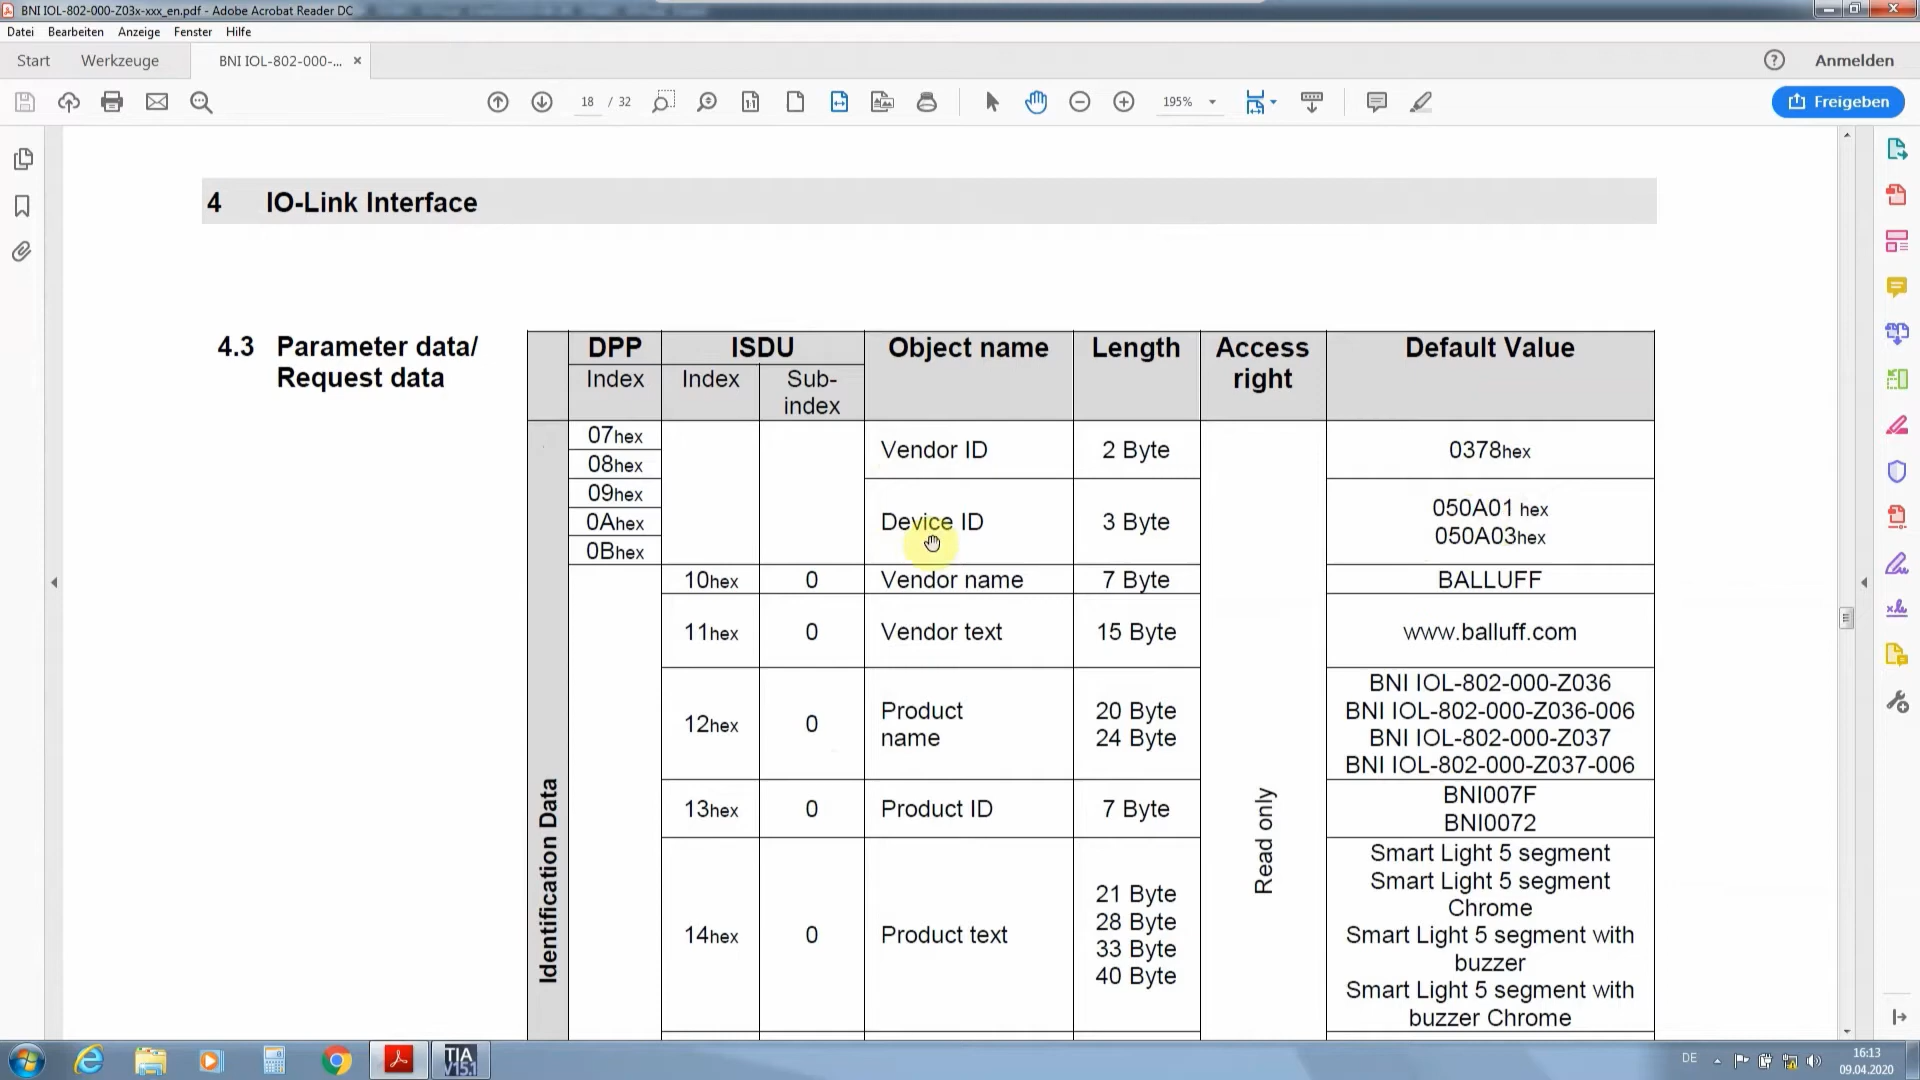 BNI IOL-802-000-Z03x-xxx_en.pdf - Adobe Acrobat Reader DC
Datei Bearbeiten Anzeige Fenster Hilfe
Start Werkzeuge BNI IOL-802-000-... × Anmelden
18 / 32 195% Freigeben
4 IO-Link Interface
4.3 Parameter data/
Request data
DPP ISDU Object name Length Access right Default Value
Index Index Sub-index
07hex
08hex
Vendor ID 2 Byte 0378hex
09hex
0Ahex
0Bhex
Device ID 3 Byte
050A01 hex
050A03hex
10hex 0 Vendor name 7 Byte BALLUFF
11hex 0 Vendor text 15 Byte www.balluff.com
12hex 0 Product name
20 Byte
24 Byte
BNI IOL-802-000-Z036
BNI IOL-802-000-Z036-006
BNI IOL-802-000-Z037
BNI IOL-802-000-Z037-006
13hex 0 Product ID 7 Byte
BNI007F
BNI0072
14hex 0 Product text
21 Byte
28 Byte
33 Byte
40 Byte
Smart Light 5 segment
Smart Light 5 segment
Chrome
Smart Light 5 segment with
buzzer
Smart Light 5 segment with
buzzer Chrome
Identification Data
Read only
TIA
V15.1
DE
16:13
09.04.2020